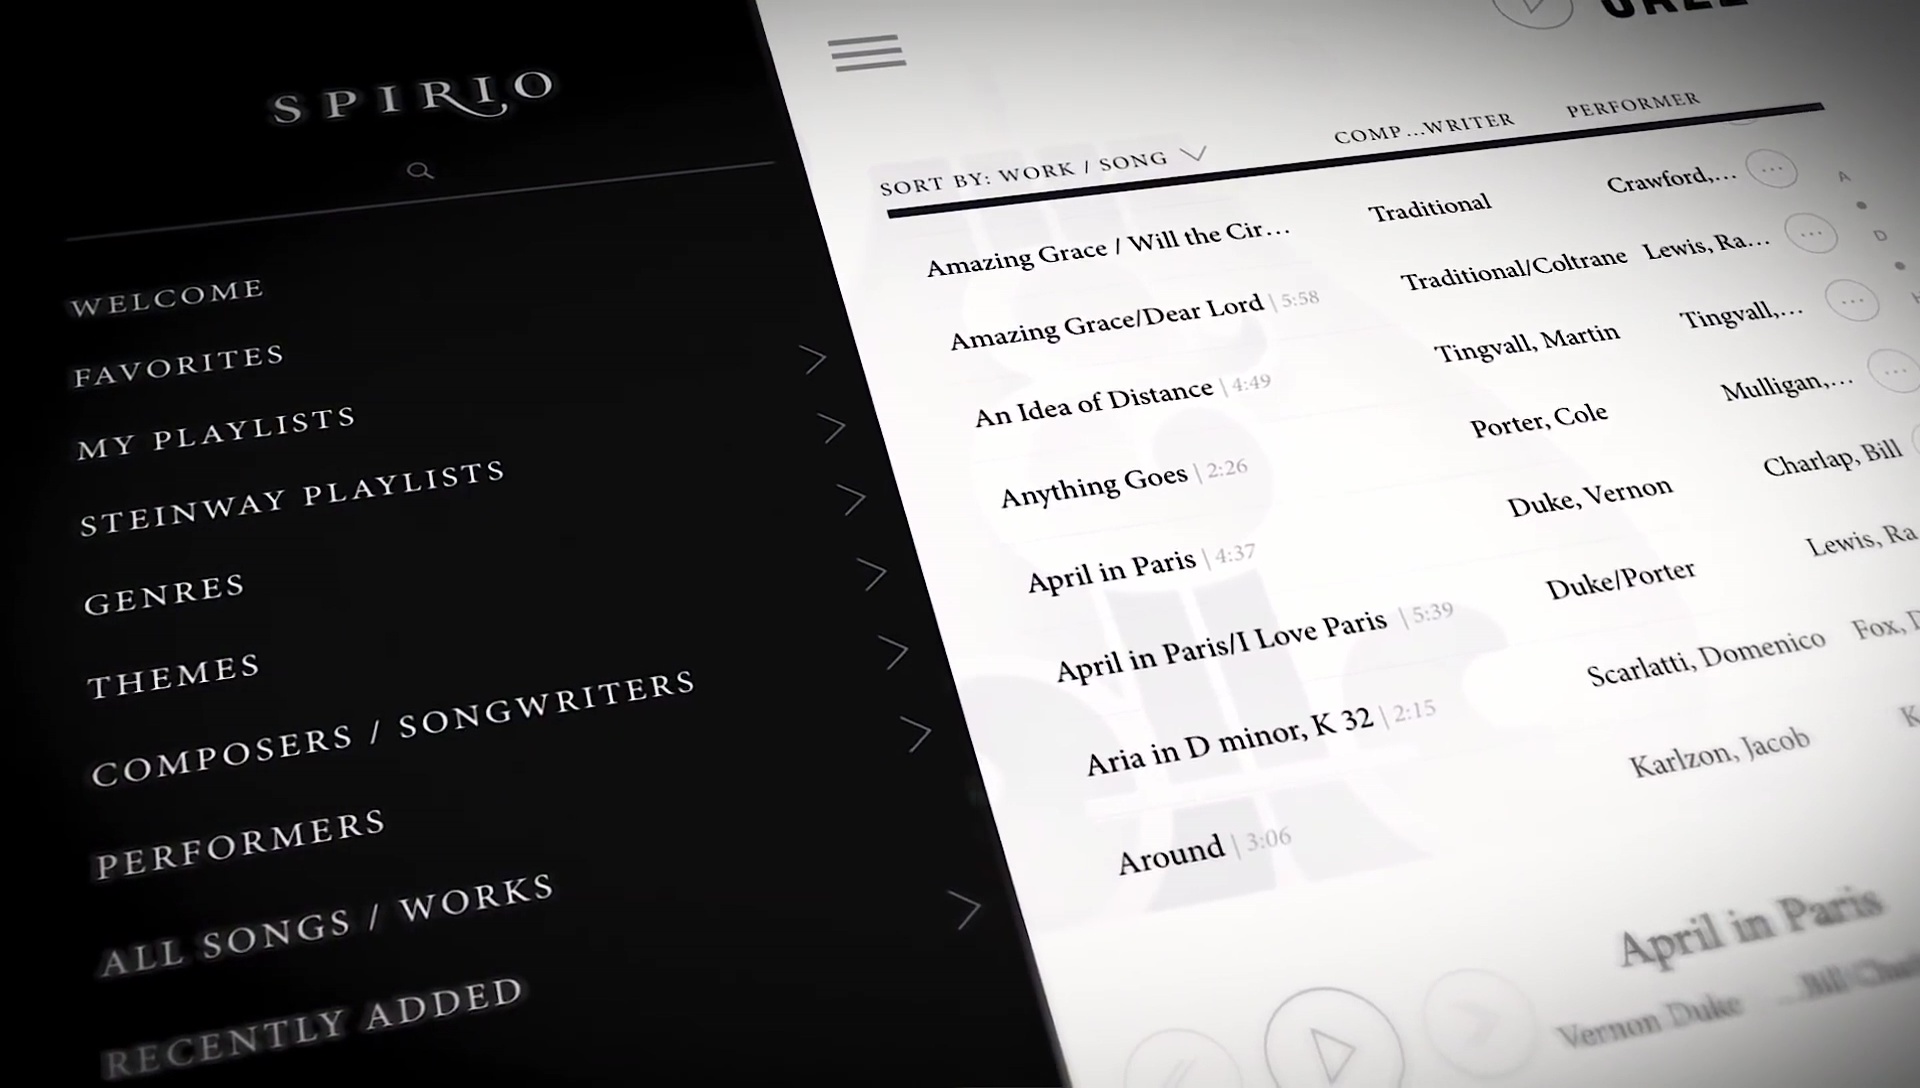 SPIRIO
WELCOME
FAVORITES
MY PLAYLISTS
STEINWAY PLAYLISTS
GENRES
THEMES
COMPOSERS / SONGWRITERS
PERFORMERS
ALL SONGS / WORKS
RECENTLY ADDED
SORT BY: WORK / SONG COMP...WRITER PERFORMER
Amazing Grace / Will the Cir... Traditional Crawford,...
Amazing Grace/Dear Lord | 5:58 Traditional/Coltrane Lewis, Ra...
An Idea of Distance | 4:49 Tingvall, Martin Tingvall,...
Anything Goes | 2:26 Porter, Cole Mulligan,...
April in Paris | 4:37 Duke, Vernon Charlap, Bill
April in Paris/I Love Paris | 5:39 Duke/Porter Lewis, Ra
Aria in D minor, K 32 | 2:15 Scarlatti, Domenico Fox, D
Around | 3:06 Karlzon, Jacob K
A
D
April in Paris
Vernon Duke ...Bill